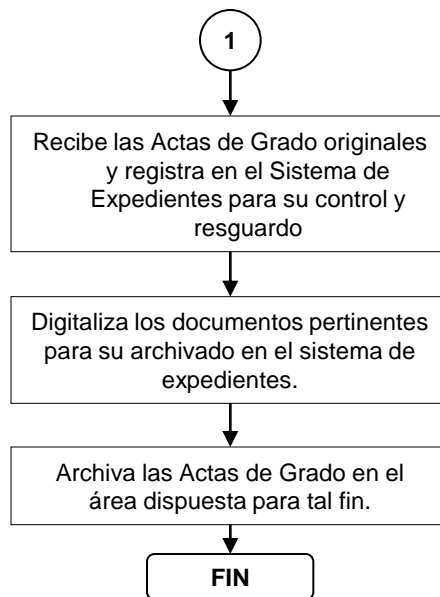 1
Recibe las Actas de Grado originales
y registra en el Sistema de
Expedientes para su control y
resguardo
Digitaliza los documentos pertinentes
para su archivado en el sistema de
expedientes.
Archiva las Actas de Grado en el
área dispuesta para tal fin.
FIN